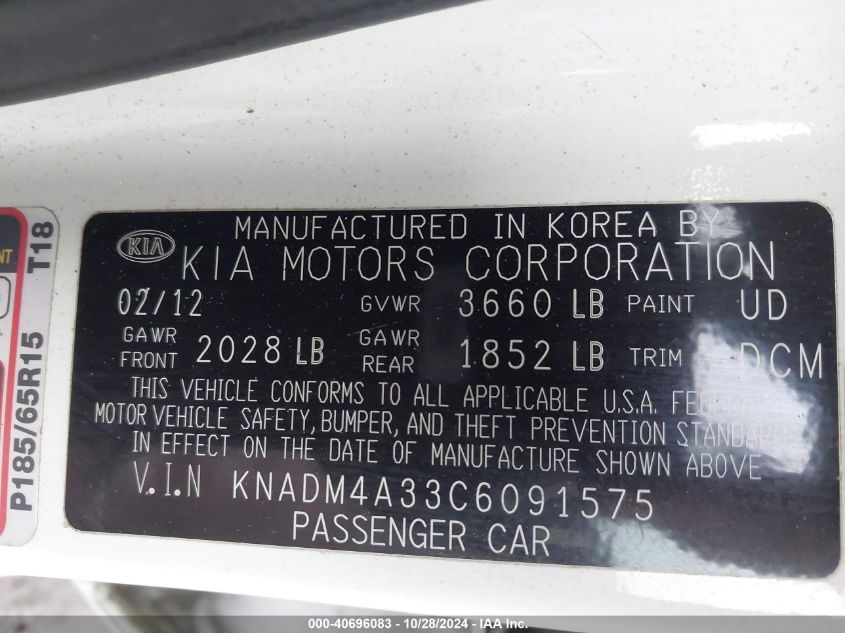 MANUFACTURED IN KOREA BY
KIA KIA MOTORS CORPORATION
02/12 GVWR 3660 LB PAINT UD
GAWR FRONT 2028 LB GAWR REAR 1852 LB TRIM DCM
THIS VEHICLE CONFORMS TO ALL APPLICABLE U.S.A.
MOTOR VEHICLE SAFETY, BUMPER, AND THEFT PREVENTION
IN EFFECT ON THE DATE OF MANUFACTURE SHOWN ABOVE.
V.I.N KNADM4A33C6091575
PASSENGER CAR
P185/65R15 T18
000-40696083 / 10/28/2024 - IAA Inc.